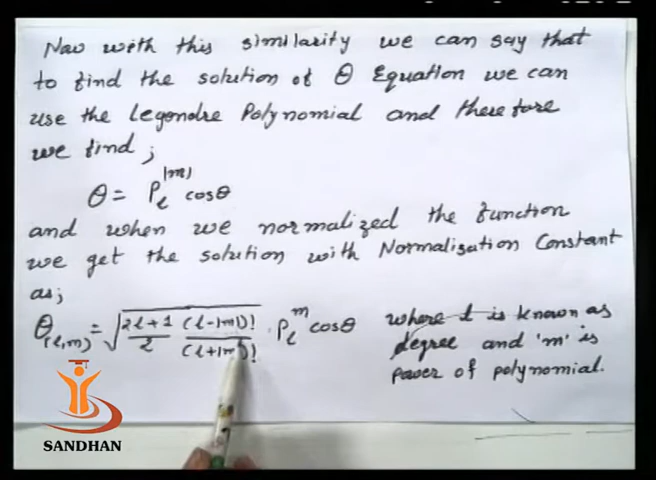 Now with this similarity we can say that
to find the solution of θ Equation we can
use the Legendre Polynomial and therefore
we find;
θ = P_l^|m| cosθ
and when we normalized the function
we get the solution with Normalization Constant
as;
θ_(l,m) = √((2l+1)/2 (l-|m|)!/(l+|m|)!) . P_l^m cosθ
where l is known as
degree and 'm' is
power of polynomial.
SANDHAN